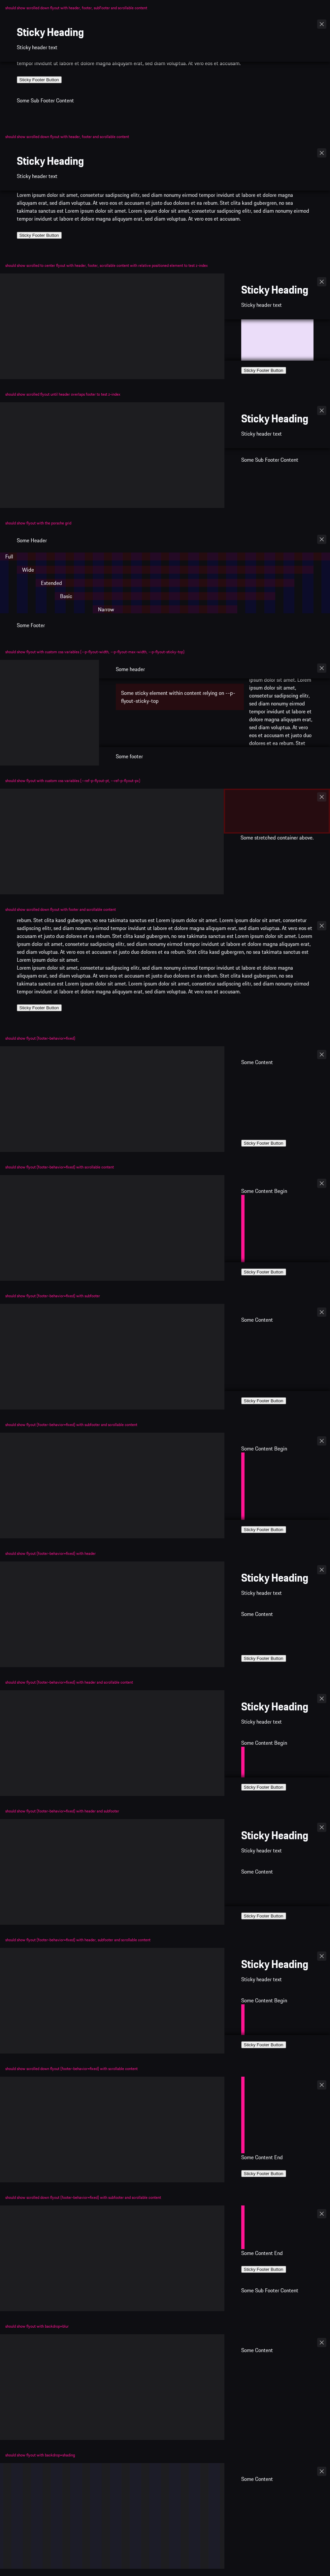 should show scrolled down flyout with header, footer, subfooter and scrollable content
Sticky Heading
Sticky header text
tempor invidunt ut labore et dolore magna aliquyam erat, sed diam voluptua. At vero eos et accusam.
Sticky Footer Button
Some Sub Footer Content
should show scrolled down flyout with header, footer and scrollable content
Sticky Heading
Sticky header text
Lorem ipsum dolor sit amet, consetetur sadipscing elitr, sed diam nonumy eirmod tempor invidunt ut labore et dolore magna
aliquyam erat, sed diam voluptua. At vero eos et accusam et justo duo dolores et ea rebum. Stet clita kasd gubergren, no sea
takimata sanctus est Lorem ipsum dolor sit amet. Lorem ipsum dolor sit amet, consetetur sadipscing elitr, sed diam nonumy eirmod
tempor invidunt ut labore et dolore magna aliquyam erat, sed diam voluptua. At vero eos et accusam.
Sticky Footer Button
Sticky Heading
Sticky header text
Sticky Footer Button
should show scrolled flyout with header overlaps footer to test z-index
Sticky Heading
Sticky header text
Some Sub Footer Content
should show flyout with the porsche grid
Some Header
Full
Wide
Extended
Basic
Narrow
Some Footer
Some header
Some sticky element within content relying on --p-
flyout-sticky-top
ipsum dolor sit amet. Lorem
ipsum dolor sit amet,
consetetur sadipscing elitr,
sed diam nonumy eirmod
tempor invidunt ut labore et
dolore magna aliquyam
erat, sed diam voluptua. At
vero eos et accusam et justo
duo dolores et ea rebum. Stet
Some footer
Some stretched container above.
should show flyout with footer and scrollable content
rebum. Stet clita kasd gubergren, no sea takimata sanctus est Lorem ipsum dolor sit amet. Lorem ipsum dolor sit amet, consetetur
sadipscing elitr, sed diam nonumy eirmod tempor invidunt ut labore et dolore magna aliquyam erat, sed diam voluptua. At vero eos et
accusam et justo duo dolores et ea rebum. Stet clita kasd gubergren, no sea takimata sanctus est Lorem ipsum dolor sit amet. Lorem
ipsum dolor sit amet, consetetur sadipscing elitr, sed diam nonumy eirmod tempor invidunt ut labore et dolore magna aliquyam erat,
sed diam voluptua. At vero eos et accusam et justo duo dolores et ea rebum. Stet clita kasd gubergren, no sea takimata sanctus est
Lorem ipsum dolor sit amet.
Lorem ipsum dolor sit amet, consetetur sadipscing elitr, sed diam nonumy eirmod tempor invidunt ut labore et dolore magna
aliquyam erat, sed diam voluptua. At vero eos et accusam et justo duo dolores et ea rebum. Stet clita kasd gubergren, no sea
takimata sanctus est Lorem ipsum dolor sit amet. Lorem ipsum dolor sit amet, consetetur sadipscing elitr, sed diam nonumy eirmod
tempor invidunt ut labore et dolore magna aliquyam erat, sed diam voluptua. At vero eos et accusam.
Sticky Footer Button
should show flyout (footer-behavior=fixed)
Some Content
Sticky Footer Button
should show flyout (footer-behavior=fixed) with scrollable content
Some Content Begin
Sticky Footer Button
should show flyout (footer-behavior=fixed) with subfooter
Some Content
Sticky Footer Button
should show flyout (footer-behavior=fixed) with subfooter and scrollable content
Some Content Begin
Sticky Footer Button
should show flyout (footer-behavior=fixed) with header
Sticky Heading
Sticky header text
Some Content
Sticky Footer Button
should show flyout (footer-behavior=fixed) with header and scrollable content
Sticky Heading
Sticky header text
Some Content Begin
Sticky Footer Button
should show flyout (footer-behavior=fixed) with header and subfooter
Sticky Heading
Sticky header text
Some Content
Sticky Footer Button
should show flyout (footer-behavior=fixed) with header, subfooter and scrollable content
Sticky Heading
Sticky header text
Some Content Begin
Sticky Footer Button
should show scrolled down flyout (footer-behavior=fixed) with scrollable content
Some Content End
Sticky Footer Button
should show scrolled down flyout (footer-behavior=fixed) with subfooter and scrollable content
Some Content End
Sticky Footer Button
Some Sub Footer Content
should show flyout with backdrop=blur
Some Content
should show flyout with backdrop=shading
Some Content